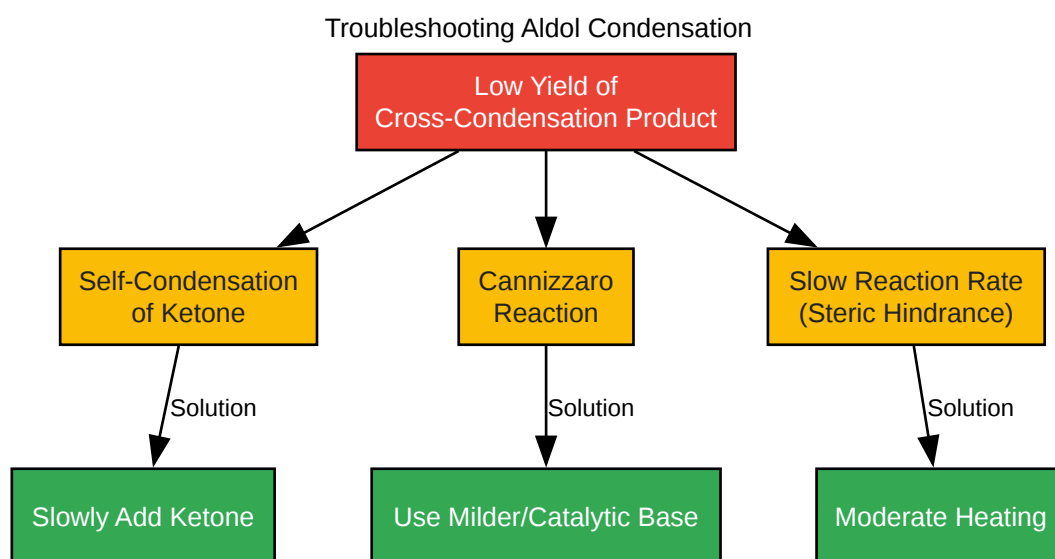 Troubleshooting Aldol Condensation
Low Yield of
Cross-Condensation Product
Self-Condensation
of Ketone
Cannizzaro
Reaction
Slow Reaction Rate
(Steric Hindrance)
Solution
Solution
Solution
Slowly Add Ketone
Use Milder/Catalytic Base
Moderate Heating